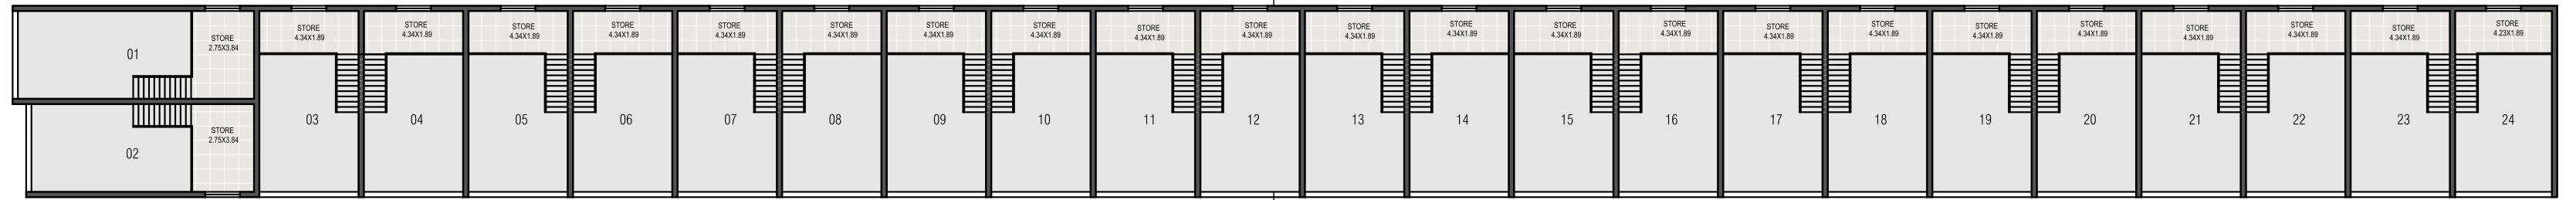 01
STORE
2.75X3.84
02
STORE
2.75X3.84
STORE
4.34X1.89
03
STORE
4.34X1.89
04
STORE
4.34X1.89
05
STORE
4.34X1.89
06
STORE
4.34X1.89
07
STORE
4.34X1.89
08
STORE
4.34X1.89
09
STORE
4.34X1.89
10
STORE
4.34X1.89
11
STORE
4.34X1.89
12
STORE
4.34X1.89
13
STORE
4.34X1.89
14
STORE
4.34X1.89
15
STORE
4.34X1.89
16
STORE
4.34X1.89
17
STORE
4.34X1.89
18
STORE
4.34X1.89
19
STORE
4.34X1.89
20
STORE
4.34X1.89
21
STORE
4.34X1.89
22
STORE
4.34X1.89
23
STORE
4.23X1.89
24